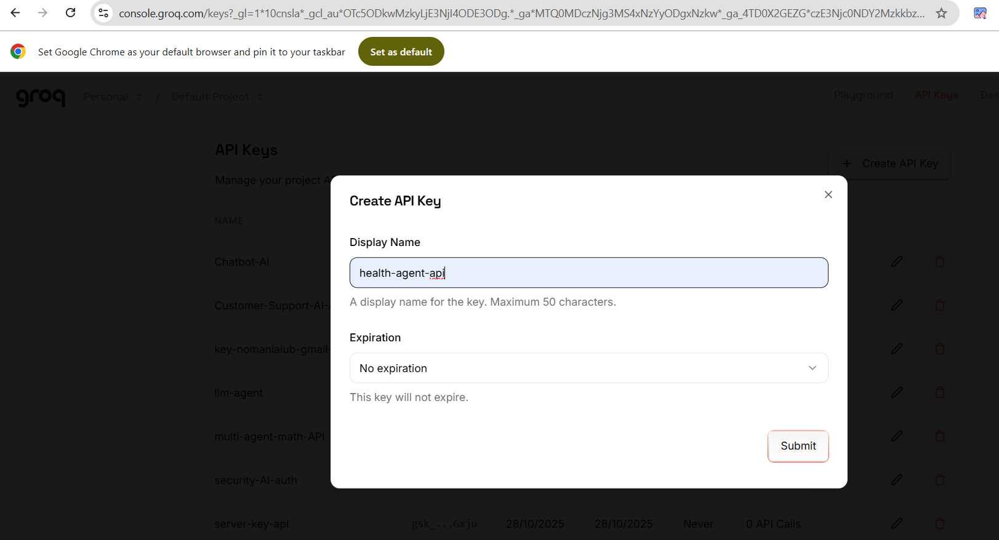 console.groq.com/keys?_gl=1*10cnsla*_gcl_au*OTc5ODkwMzkyLjE3NjI4ODE3ODg.*_ga*MTQ0MDczNjg3MS4xNzYyODgxNzkw*_ga_4TD0X2GEZG*czE3Njc0NDY2Mzkkbz...
Set Google Chrome as your default browser and pin it to your taskbar Set as default
groq Personal / Default Project Playground API Keys Das
API Keys
+ Create API Key
Manage your project A
Create API Key
NAME
Display Name
Chatbot-AI
health-agent-api
A display name for the key. Maximum 50 characters.
Customer-Support-AI-
Expiration
key-nomaniaiub-gmail-
No expiration
llm-agent
This key will not expire.
multi-agent-math-API
Submit
security-AI-auth
server-key-api gsk_...Gxju 28/10/2025 28/10/2025 Never 0 API Calls